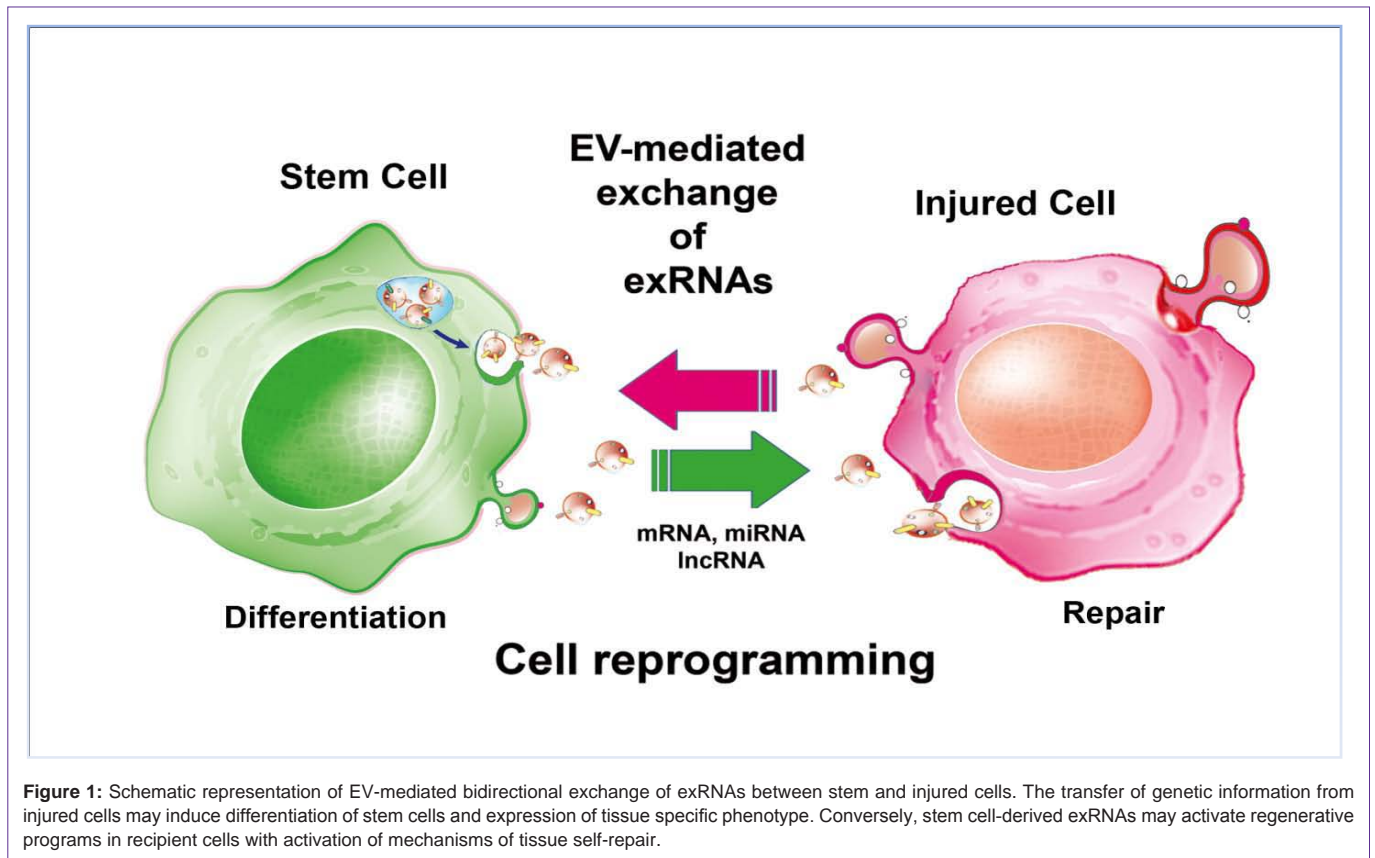 Stem Cell
EV-mediated
exchange
of
exRNAs
Injured Cell
mRNA, miRNA
lncRNA
Differentiation
Repair
Cell reprogramming
Figure 1: Schematic representation of EV-mediated bidirectional exchange of exRNAs between stem and injured cells. The transfer of genetic information from
injured cells may induce differentiation of stem cells and expression of tissue specific phenotype. Conversely, stem cell-derived exRNAs may activate regenerative
programs in recipient cells with activation of mechanisms of tissue self-repair.